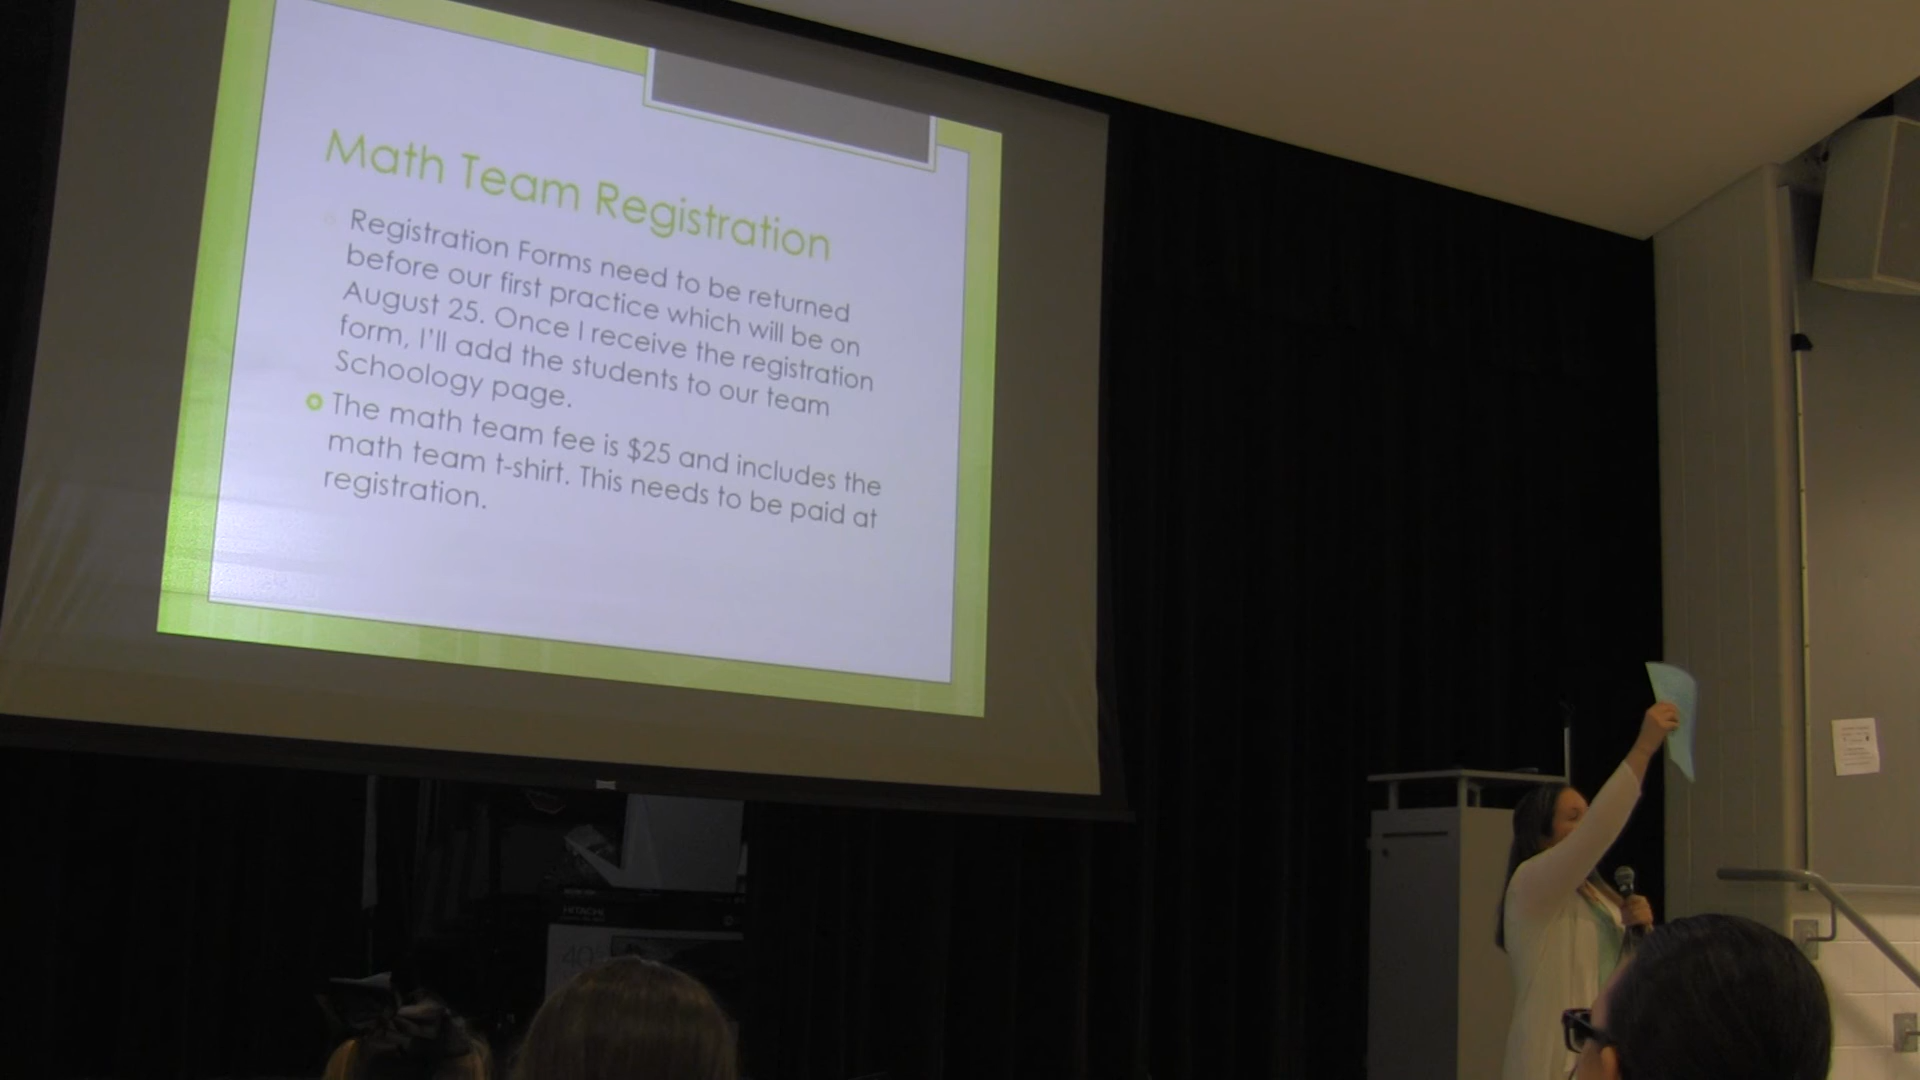 Math Team Registration
Registration Forms need to be returned
before our first practice which will be on
August 25. Once I receive the registration
form, I'll add the students to our team
Schoology page.
The math team fee is $25 and includes the
math team t-shirt. This needs to be paid at
registration.
HITACHI